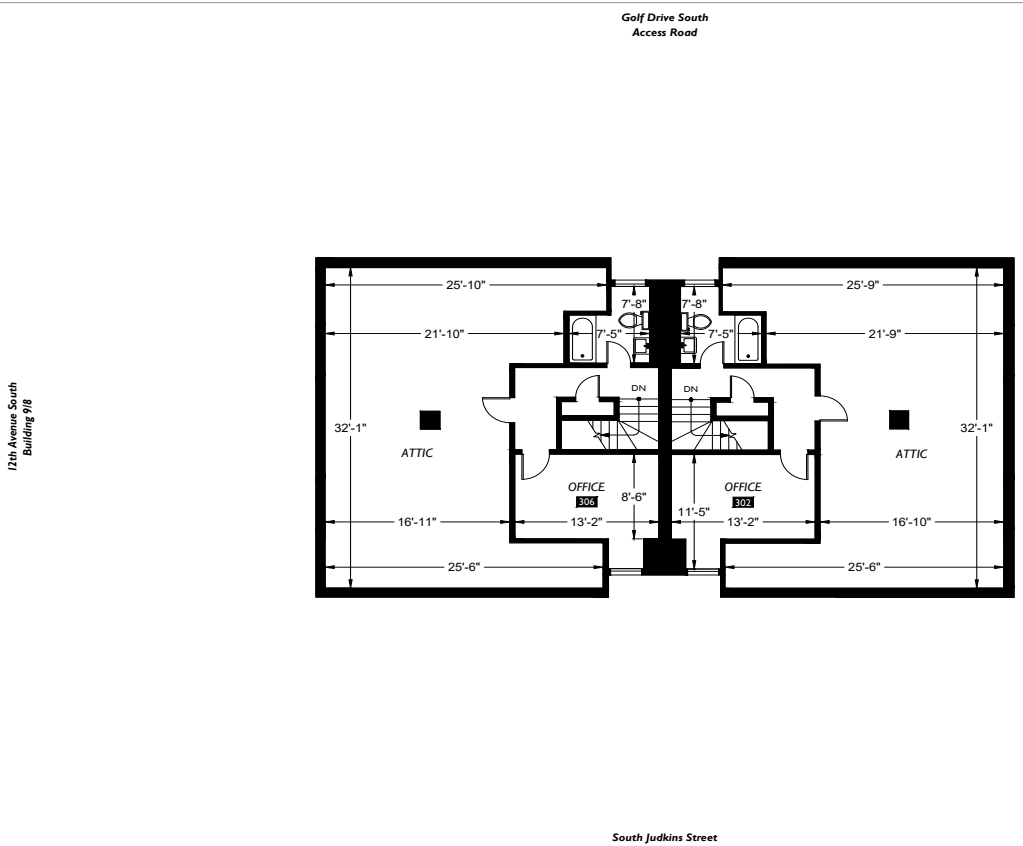 Golf Drive South
Access Road
25'-10"
25'-9"
7'-8"
7'-8"
21'-10"
7'-5"
7'-5"
21'-9"
DN
DN
12th Avenue South
Building 9/8
32'-1"
32'-1"
ATTIC
ATTIC
OFFICE
306
OFFICE
302
8'-6"
11'-5"
16'-11"
13'-2"
13'-2"
16'-10"
25'-6"
25'-6"
South Judkins Street